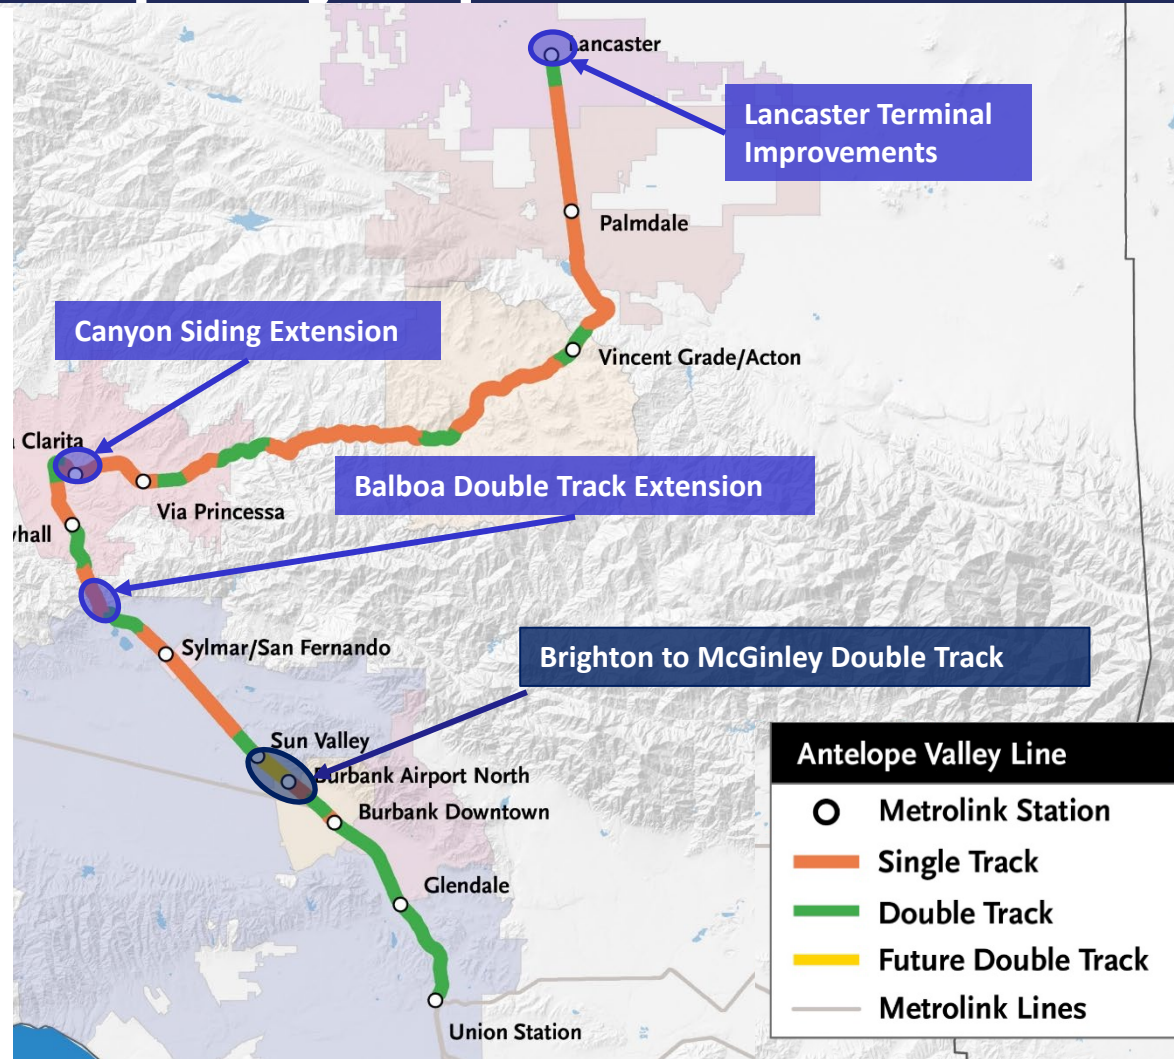 Lancaster
Lancaster Terminal
Improvements
Palmdale
Canyon Siding Extension
Vincent Grade/Acton
Clarita
Balboa Double Track Extension
Via Princessa
hall
Sylmar/San Fernando
Brighton to McGinley Double Track
Sun Valley
Burbank Airport North
Burbank Downtown
Glendale
Union Station
Antelope Valley Line
Metrolink Station
Single Track
Double Track
Future Double Track
Metrolink Lines